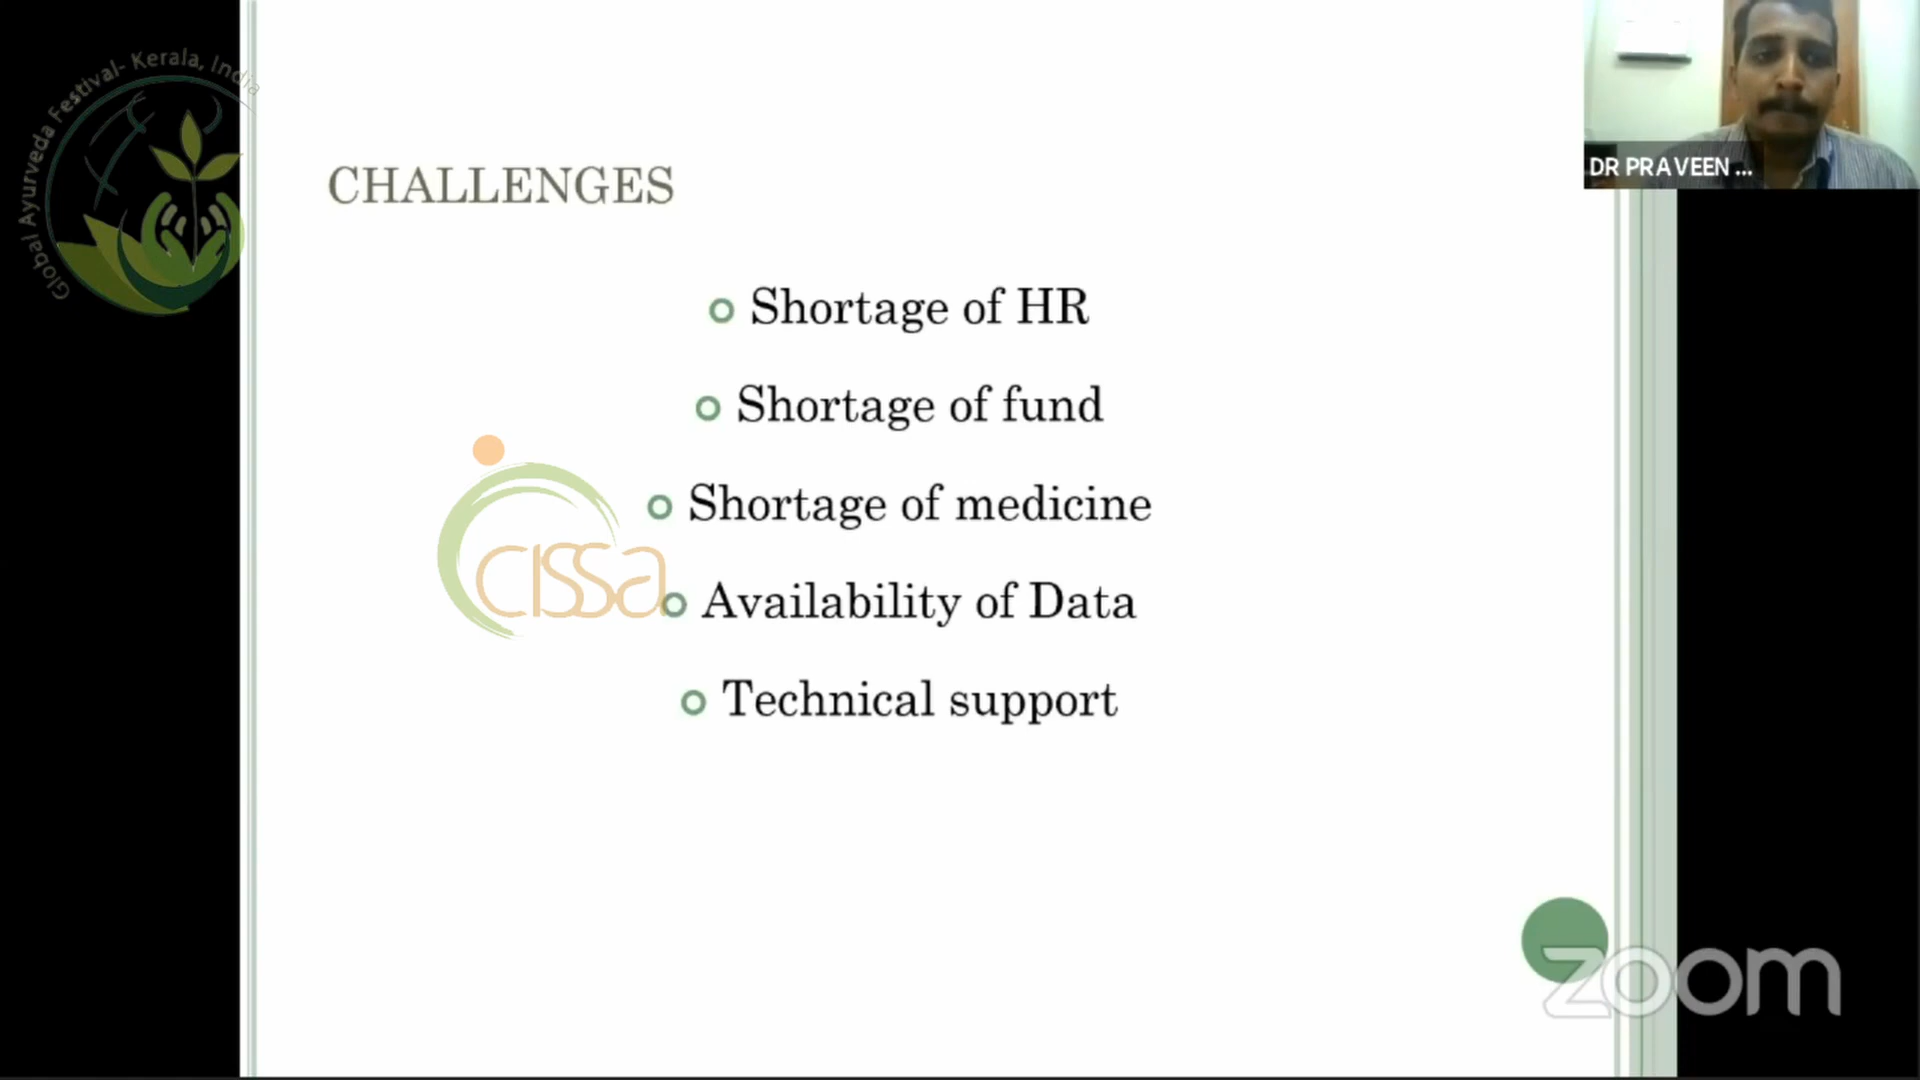 Global Ayurveda Festival- Kerala, India
DR PRAVEEN ...
CHALLENGES
Shortage of HR
Shortage of fund
Shortage of medicine
cissa
Availability of Data
Technical support
zoom